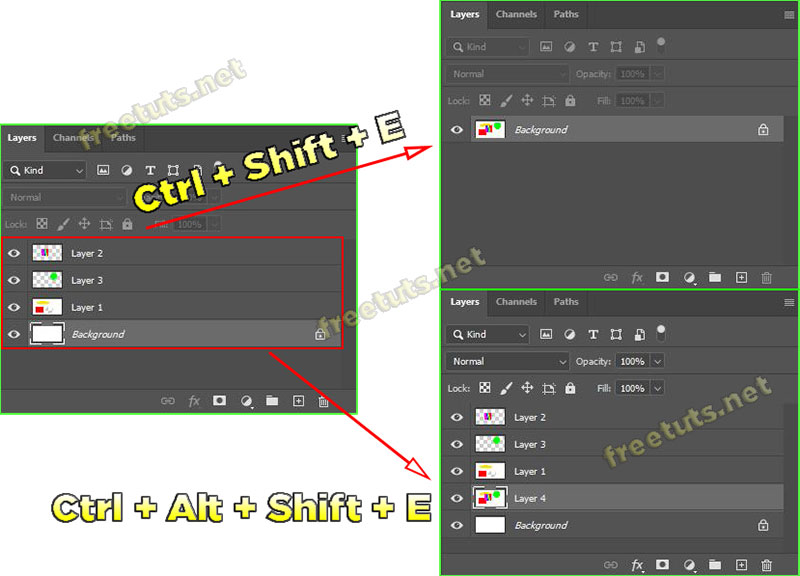 Layers Channels Paths
Kind
Normal
Lock: 100%
Layer 2
Layer 3
Layer 1
Background
Ctrl + Shift + E
Layers Channels Paths
Kind
Normal Opacity: 100%
Lock: Fill: 100%
Background
Ctrl + Alt + Shift + E
Layers Channels Paths
Kind
Normal Opacity: 100%
Lock: Fill: 100%
Layer 2
Layer 3
Layer 1
Layer 4
Background
freetuts.net
freetuts.net
freetuts.net